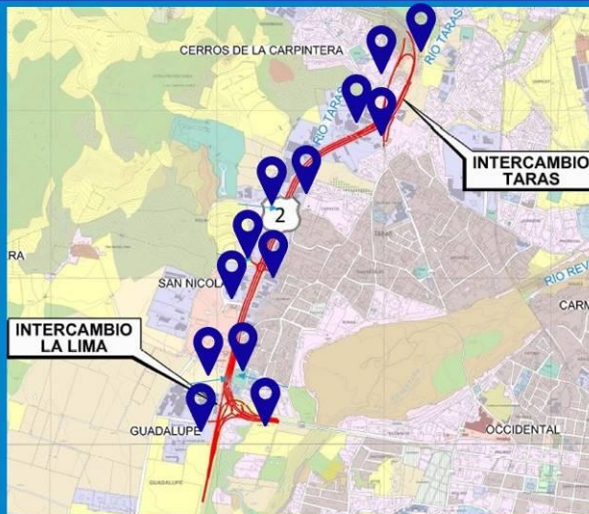 CERROS DE LA CARPINTERA
RIO TARAS
RIO TARAS
INTERCAMBIO
TARAS
2
RA
SAN NICOLA
RIO REV
CARM
INTERCAMBIO
LA LIMA
GUADALUPE
OCCIDENTAL
GUADALUPE